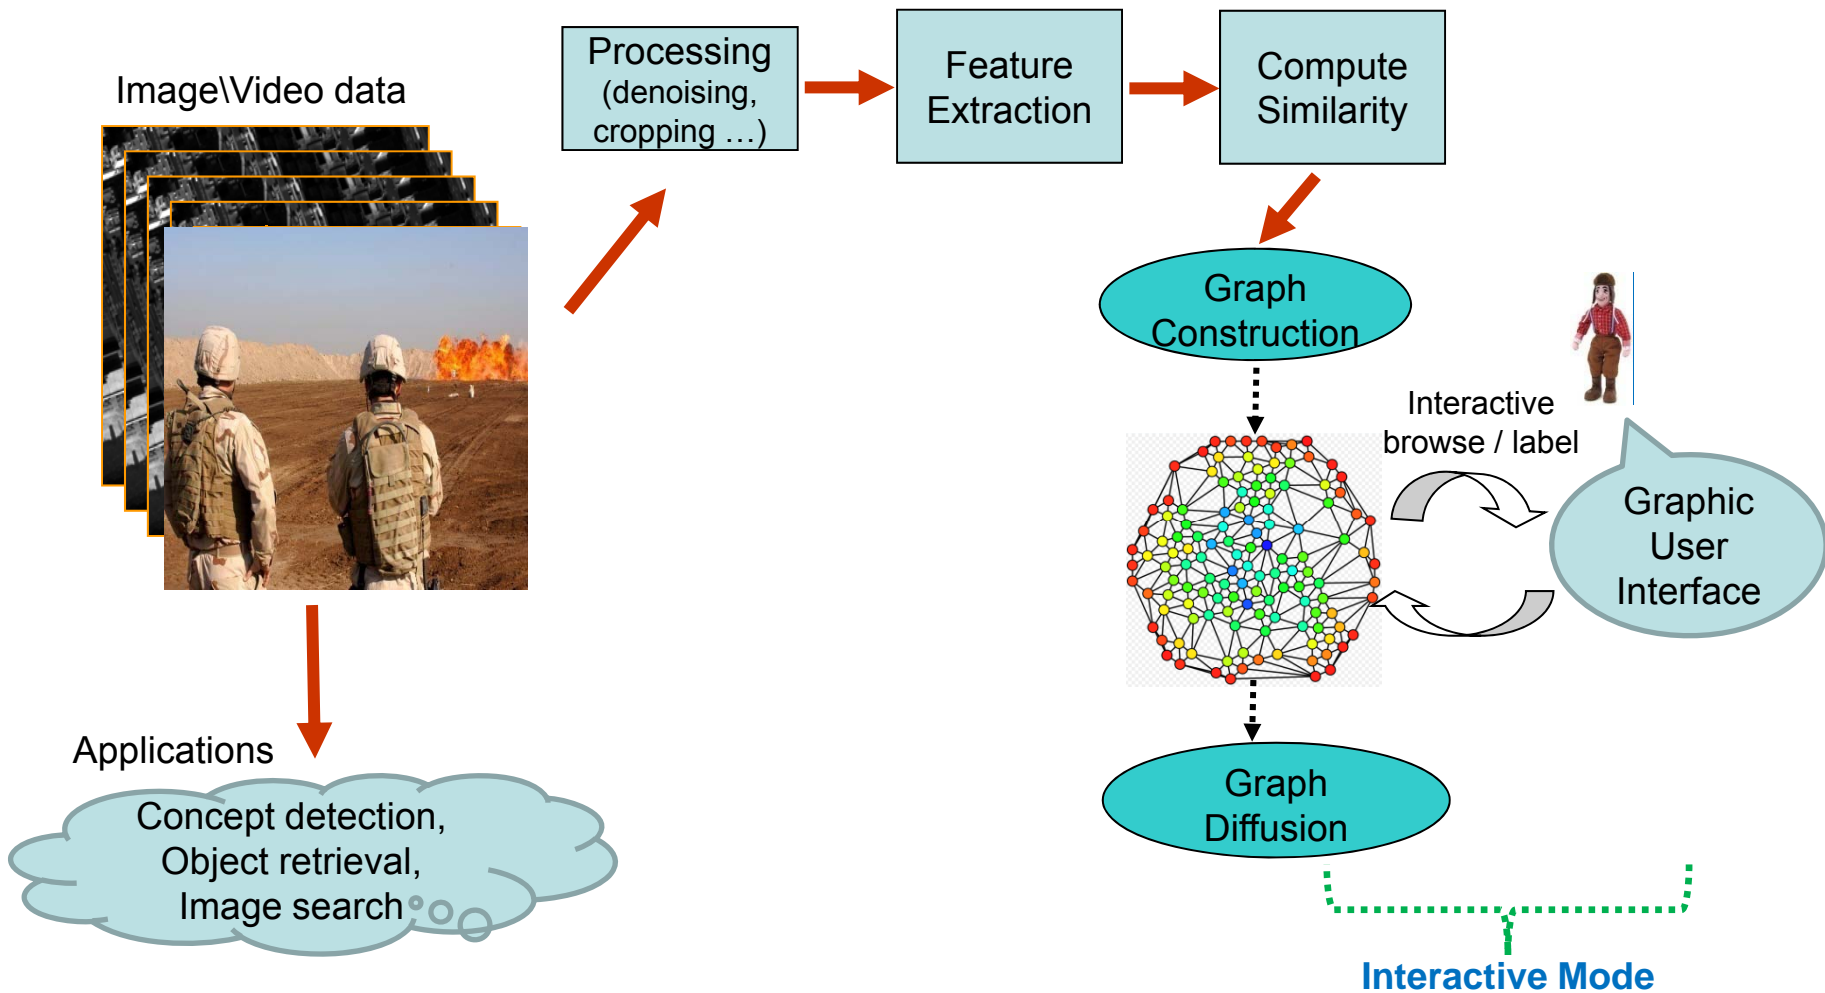 Image\Video data
Processing
(denoising,
cropping …)
Feature
Extraction
Compute
Similarity
Graph
Construction
Interactive
browse / label
Graphic
User
Interface
Applications
Concept detection,
Object retrieval,
Image search
Graph
Diffusion
Interactive Mode